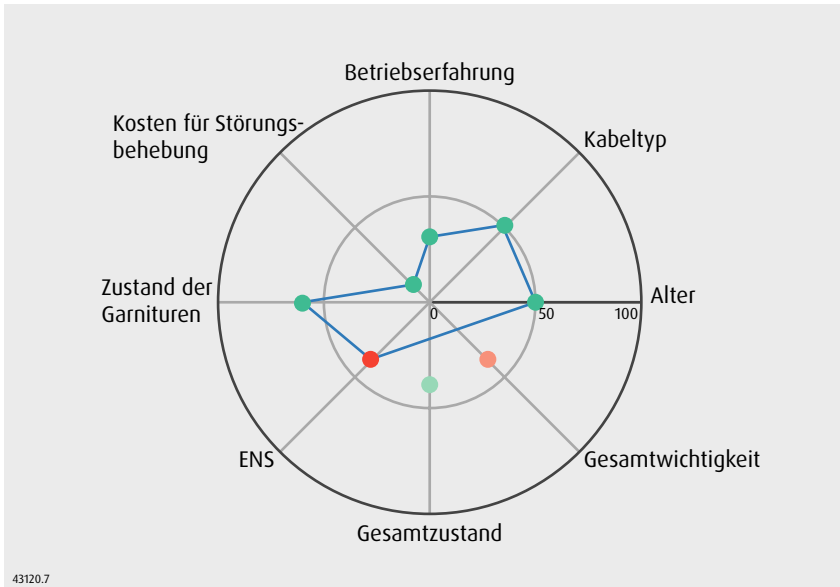 Betriebserfahrung
Kosten für Störungs-
behebung
Kabeltyp
Zustand der
Garnituren
Alter
0
50
100
ENS
Gesamtwichtigkeit
Gesamtzustand
43120.7